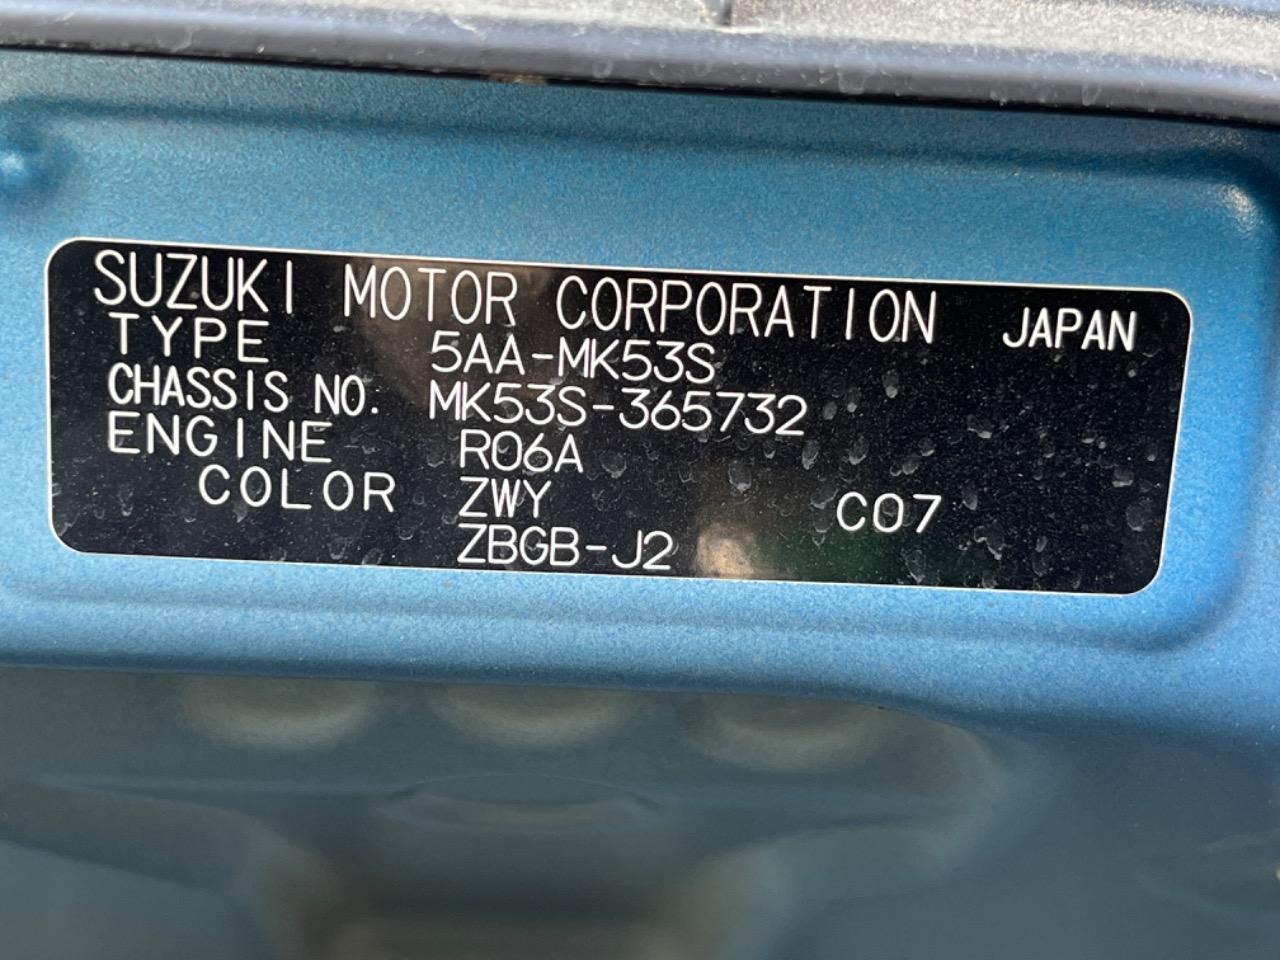 SUZUKI MOTOR CORPORATION JAPAN
TYPE 5AA-MK53S
CHASSIS NO. MK53S-365732
ENGINE R06A
COLOR ZWY C07
ZBGB-J2